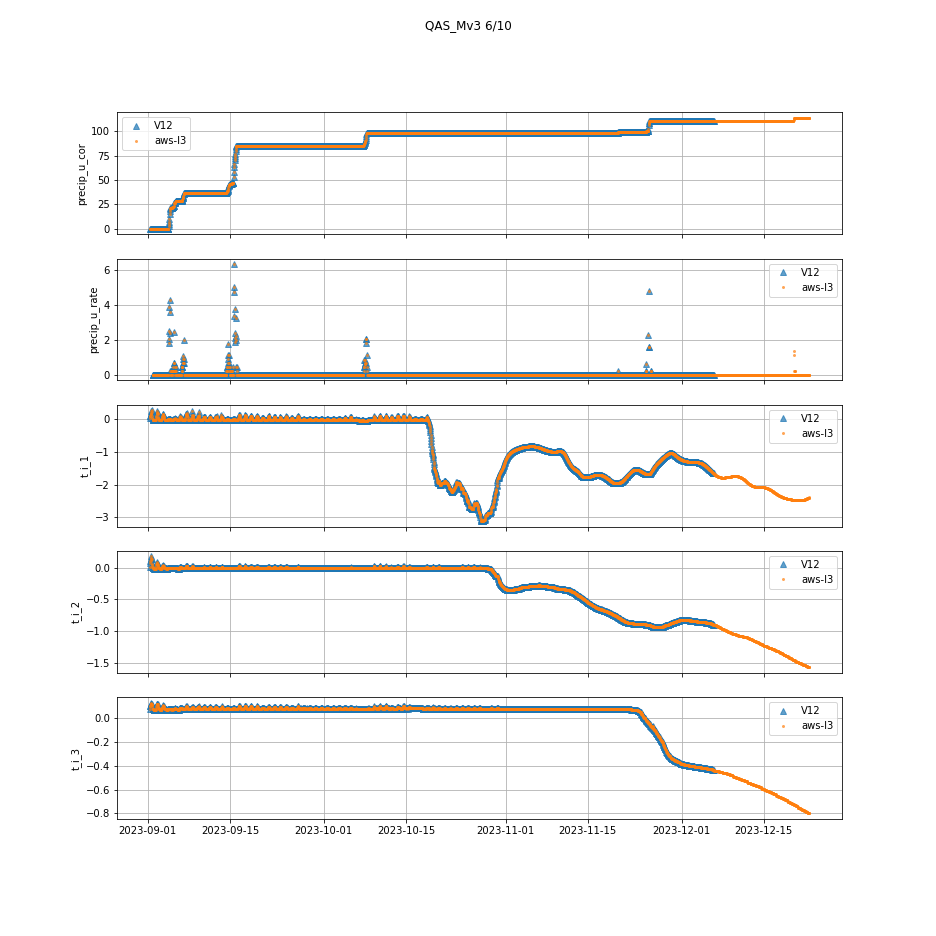 QAS_Mv3 6/10
precip_u_cor
100
75
50
25
0
V12
aws-l3
precip_u_rate
6
4
2
0
V12
aws-l3
t_i_1
0
−1
−2
−3
V12
aws-l3
t_i_2
0.0
−0.5
−1.0
−1.5
V12
aws-l3
t_i_3
0.0
−0.2
−0.4
−0.6
−0.8
V12
aws-l3
2023-09-01 2023-09-15 2023-10-01 2023-10-15 2023-11-01 2023-11-15 2023-12-01 2023-12-15